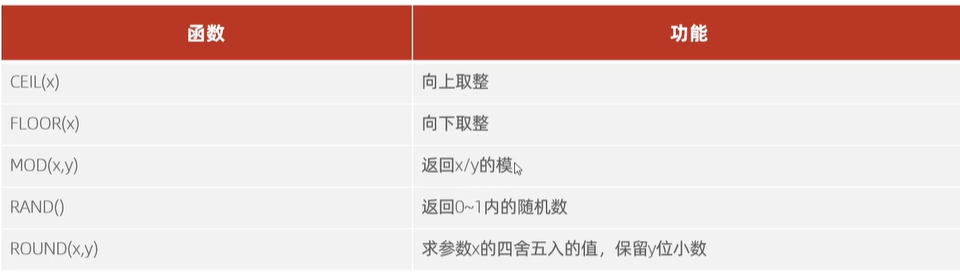 函数 功能
CEIL(x) 向上取整
FLOOR(x) 向下取整
MOD(x,y) 返回x/y的模
RAND() 返回0~1内的随机数
ROUND(x,y) 求参数x的四舍五入的值，保留y位小数